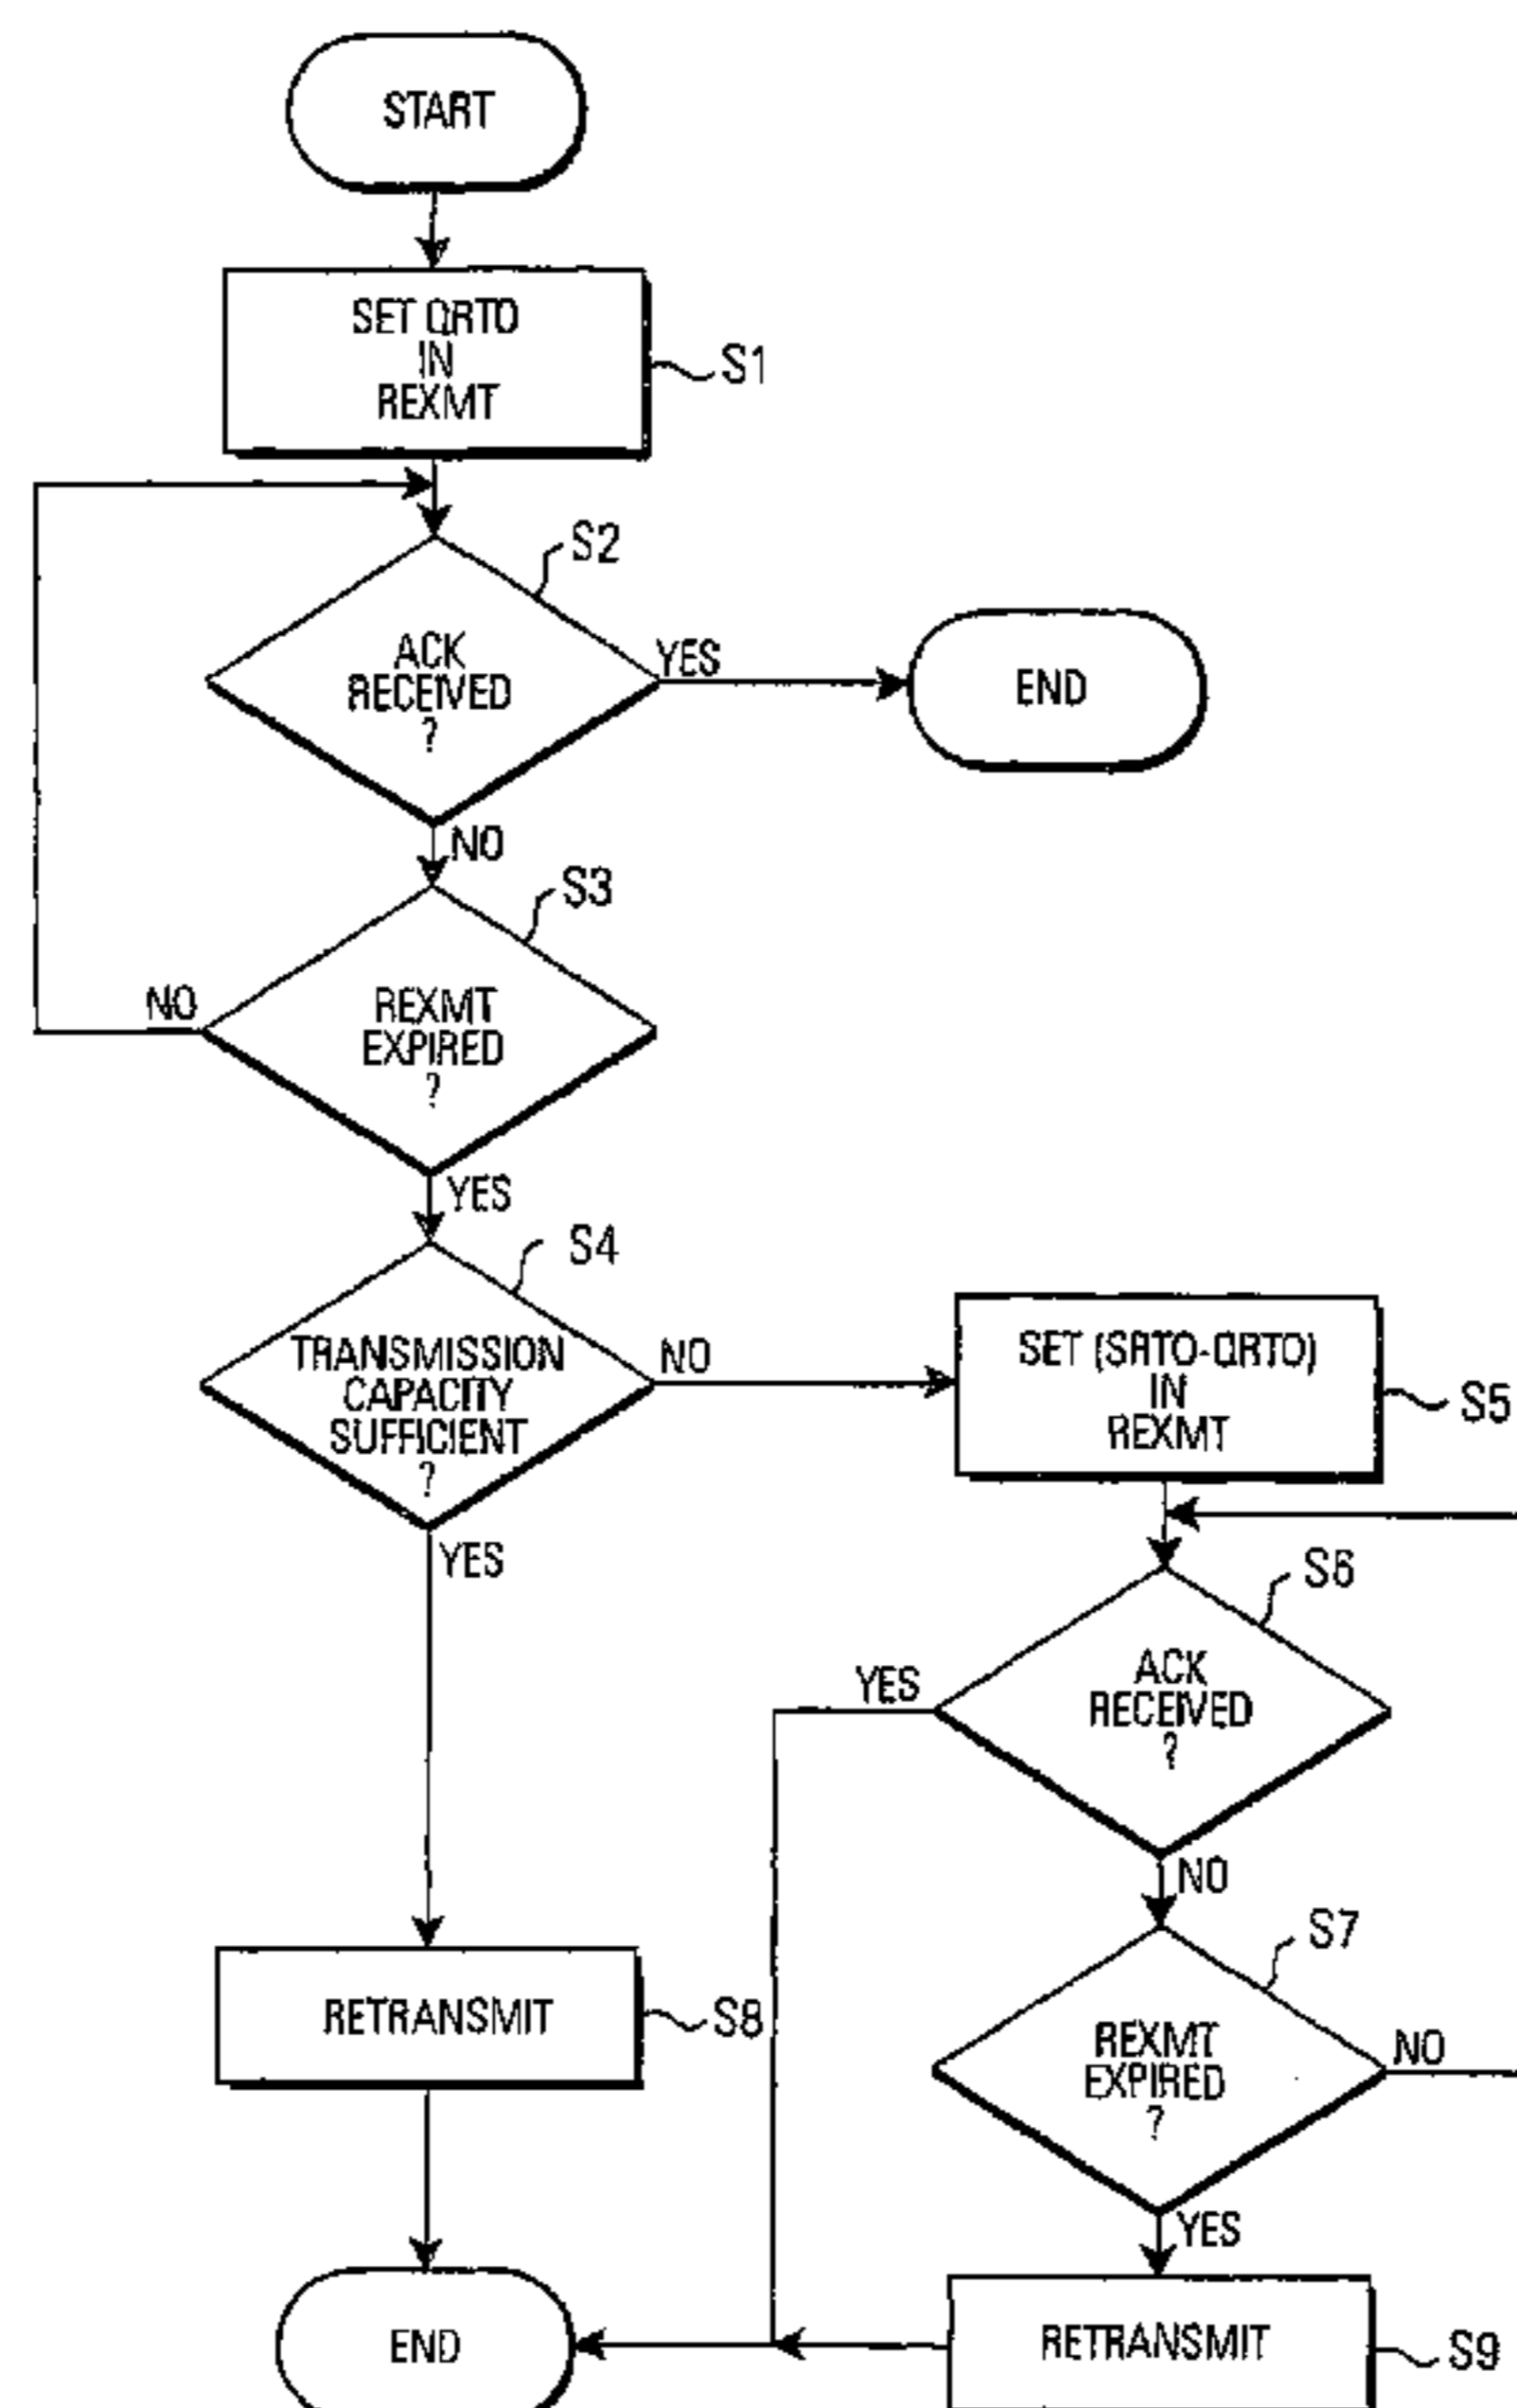 START
SET QRTO
IN
REXMT
S1
S2
ACK
RECEIVED
?
YES
END
NO
S3
NO
REXMT
EXPIRED
?
YES
S4
TRANSMISSION
CAPACITY
SUFFICIENT
?
NO
SET (SRTO-QRTO)
IN
REXMT
S5
YES
S6
YES
ACK
RECEIVED
?
NO
S7
RETRANSMIT
S8
REXMT
EXPIRED
?
NO
YES
END
RETRANSMIT
S9